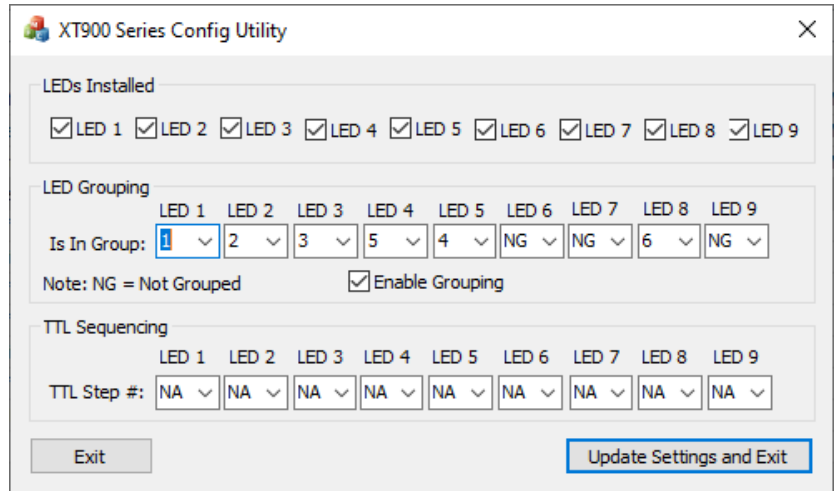 XT900 Series Config Utility
LEDs Installed
LED 1 LED 2 LED 3 LED 4 LED 5 LED 6 LED 7 LED 8 LED 9
LED Grouping
LED 1 LED 2 LED 3 LED 4 LED 5 LED 6 LED 7 LED 8 LED 9
Is In Group: 1 2 3 5 4 NG NG 6 NG
Note: NG = Not Grouped Enable Grouping
TTL Sequencing
LED 1 LED 2 LED 3 LED 4 LED 5 LED 6 LED 7 LED 8 LED 9
TTL Step #: NA NA NA NA NA NA NA NA NA
Exit Update Settings and Exit